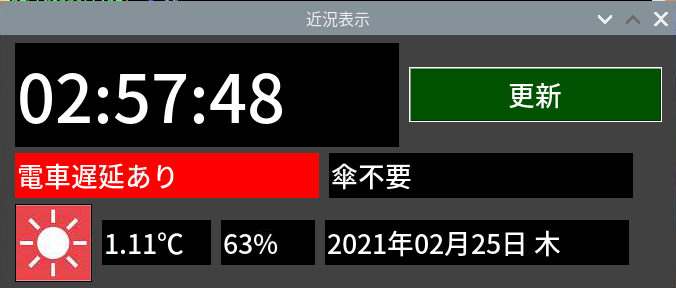 近況表示
02:57:48
更新
電車遅延あり
傘不要
1.11℃
63%
2021年02月25日 木